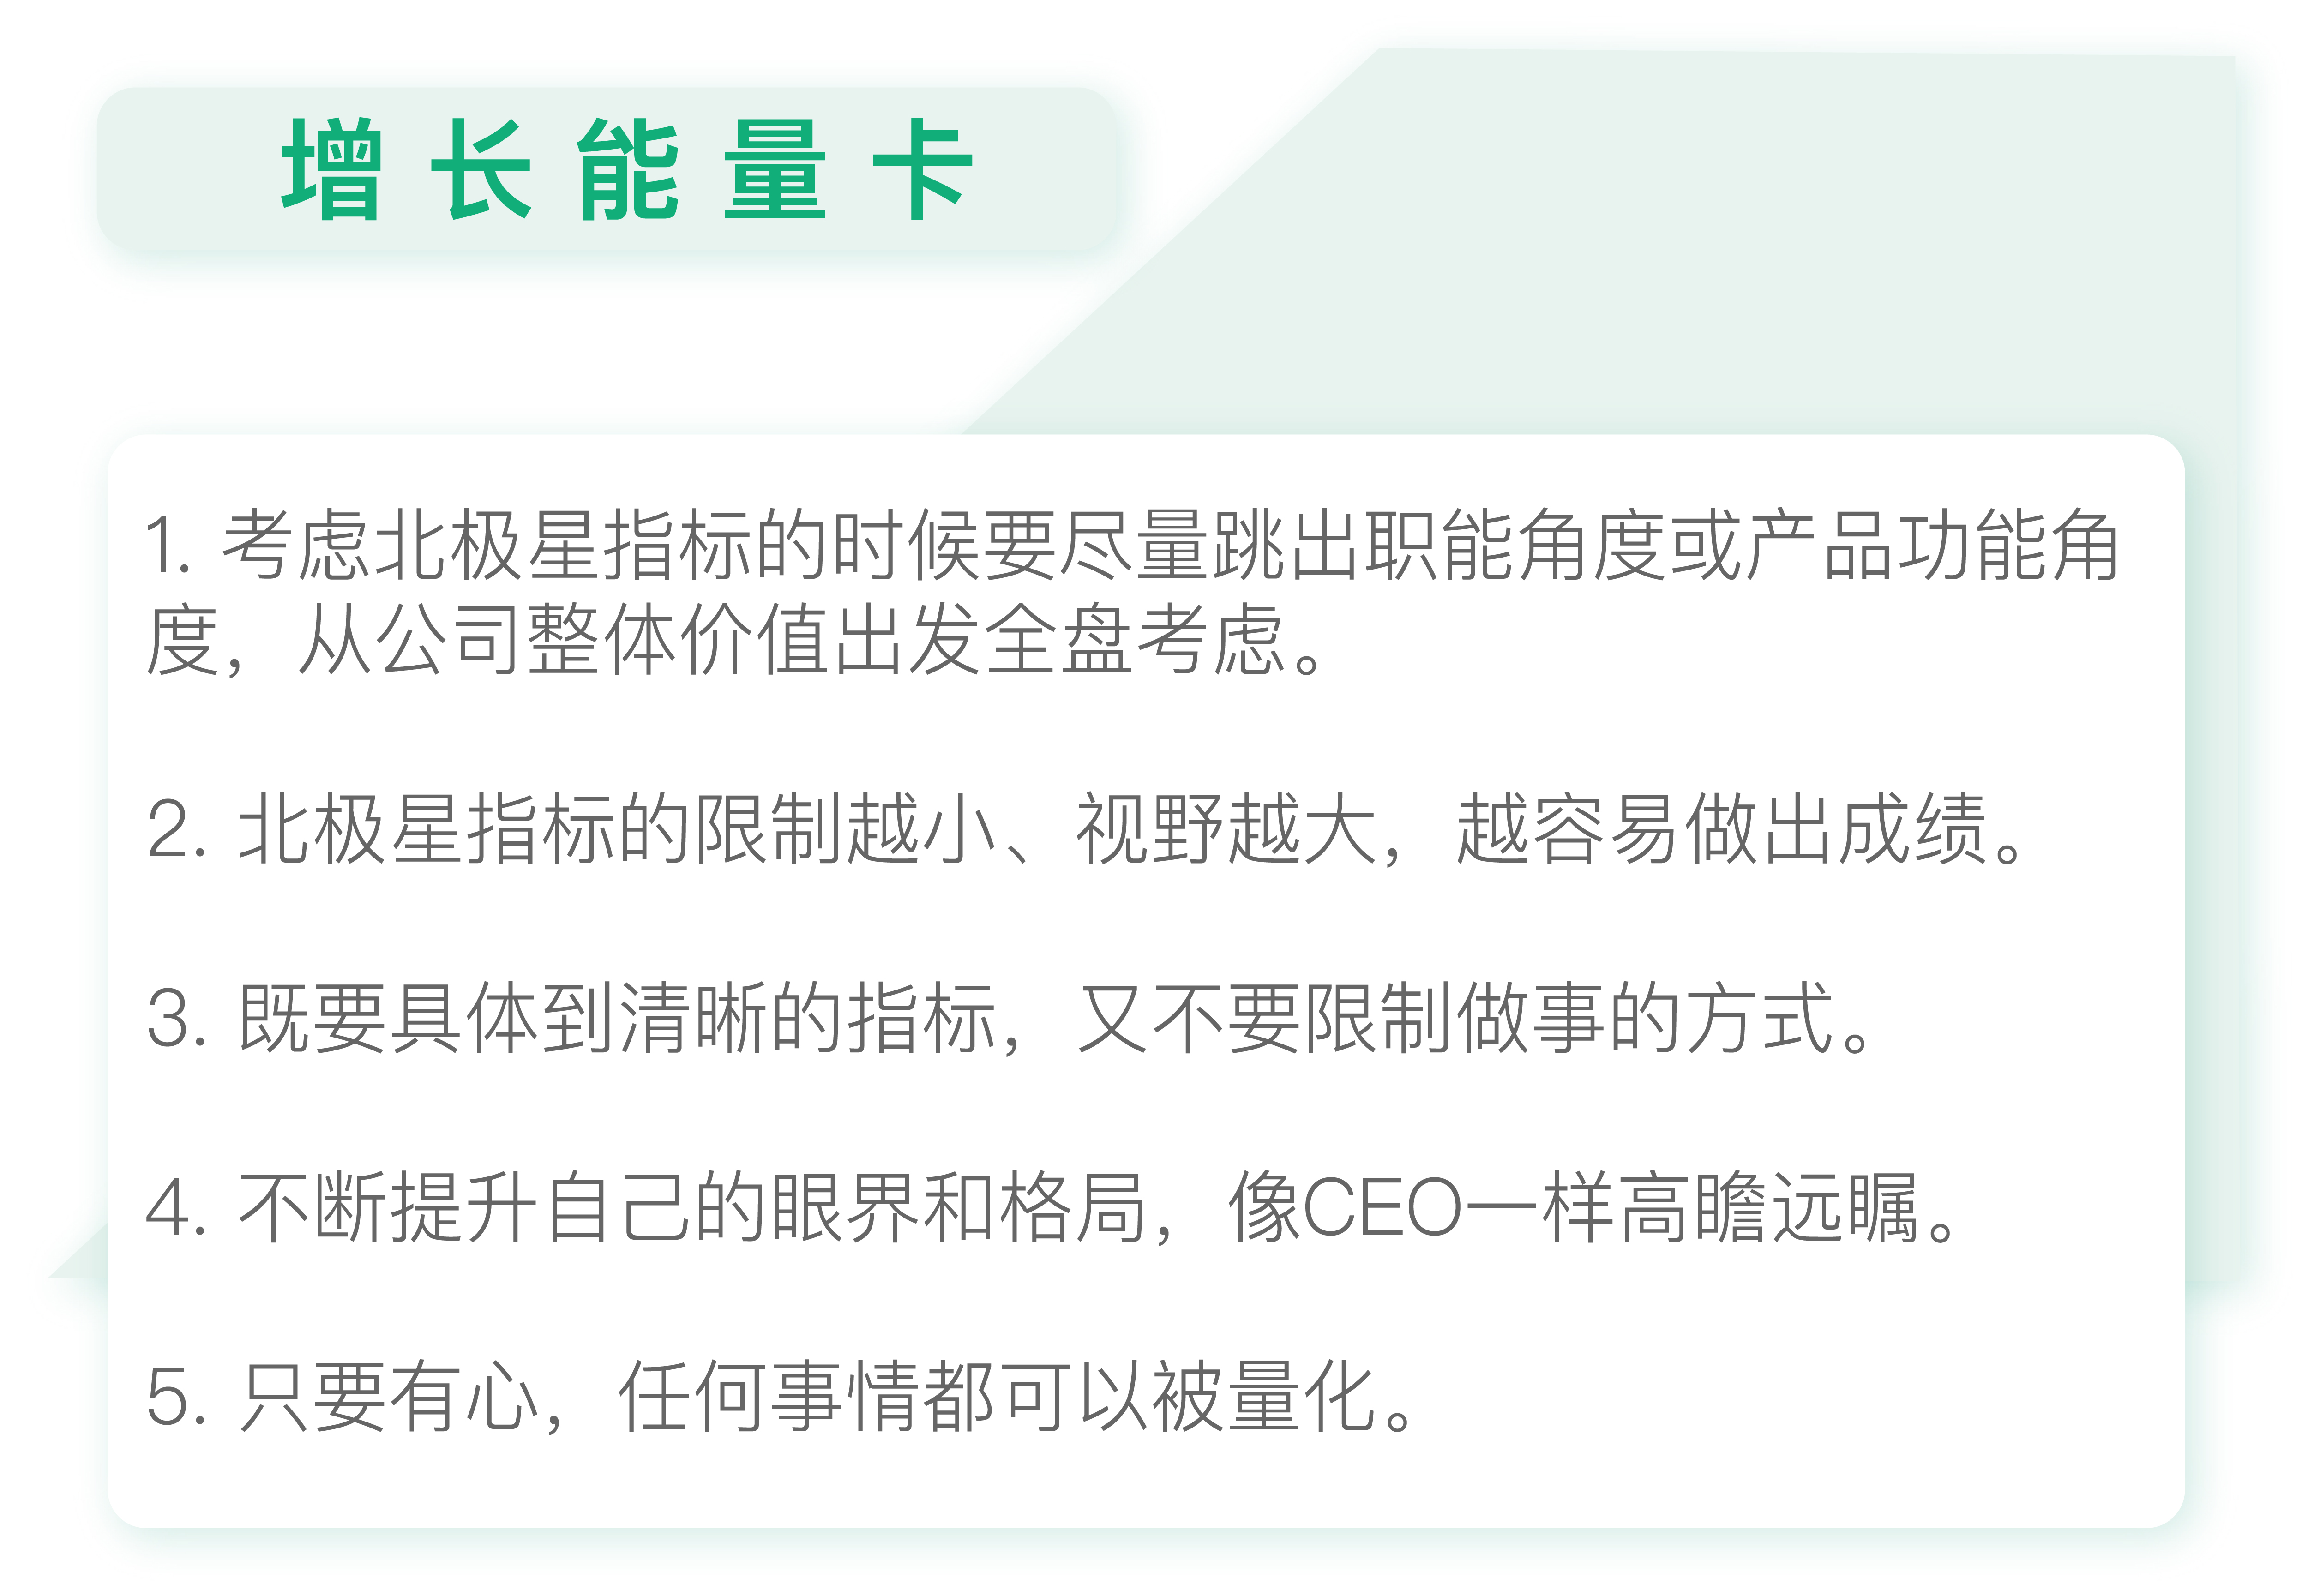 增长能量卡
1. 考虑北极星指标的时候要尽量跳出职能角度或产品功能角
度，从公司整体价值出发全盘考虑。
2. 北极星指标的限制越小、视野越大，越容易做出成绩。
3. 既要具体到清晰的指标，又不要限制做事的方式。
4. 不断提升自己的眼界和格局，像CEO一样高瞻远瞩。
5. 只要有心，任何事情都可以被量化。